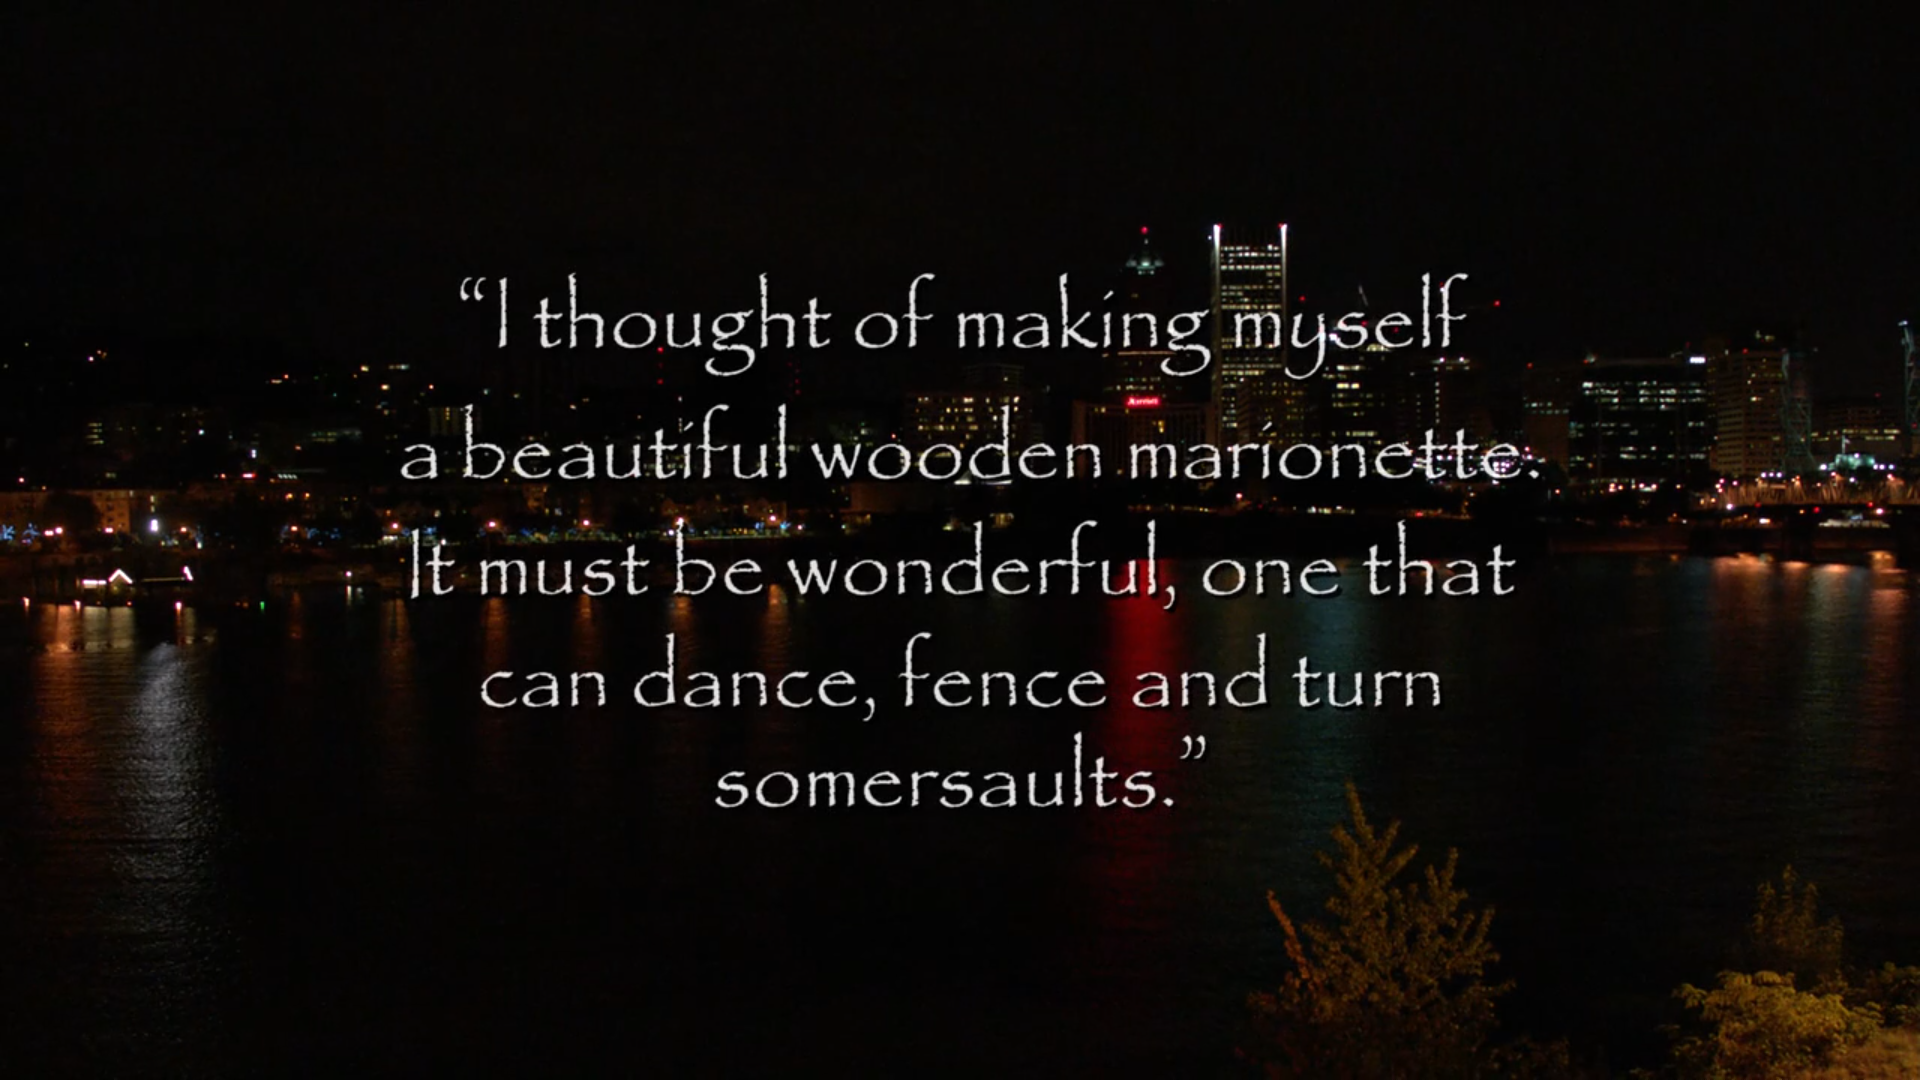 “I thought of making myself
a beautiful wooden marionette.
It must be wonderful, one that
can dance, fence and turn
somersaults.”
Marriott